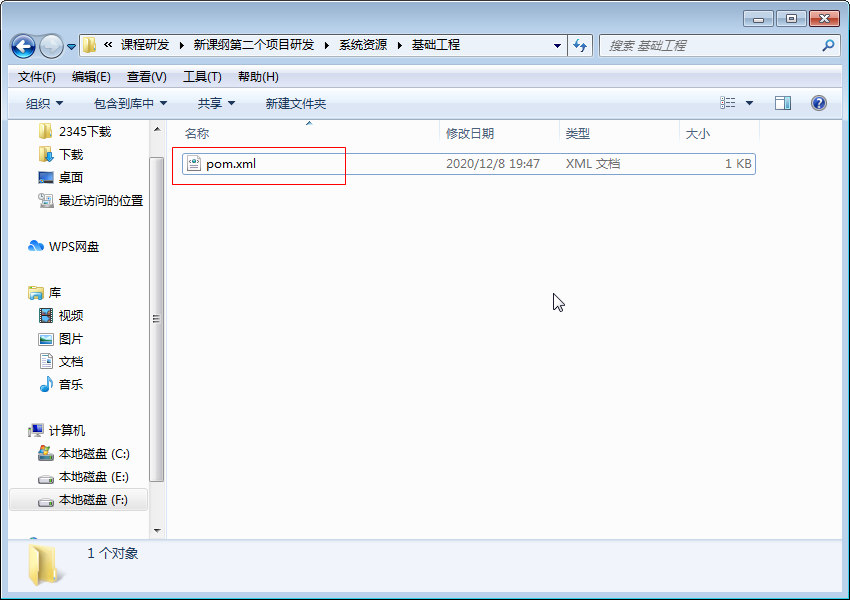 « 课程研发 ▸ 新课纲第二个项目研发 ▸ 系统资源 ▸ 基础工程
搜索 基础工程
文件(F) 编辑(E) 查看(V) 工具(T) 帮助(H)
组织 包含到库中 共享 新建文件夹
名称 修改日期 类型 大小
pom.xml 2020/12/8 19:47 XML 文档 1 KB
2345下载
下载
桌面
最近访问的位置
WPS网盘
库
视频
图片
文档
音乐
计算机
本地磁盘 (C:)
本地磁盘 (E:)
本地磁盘 (F:)
1 个对象